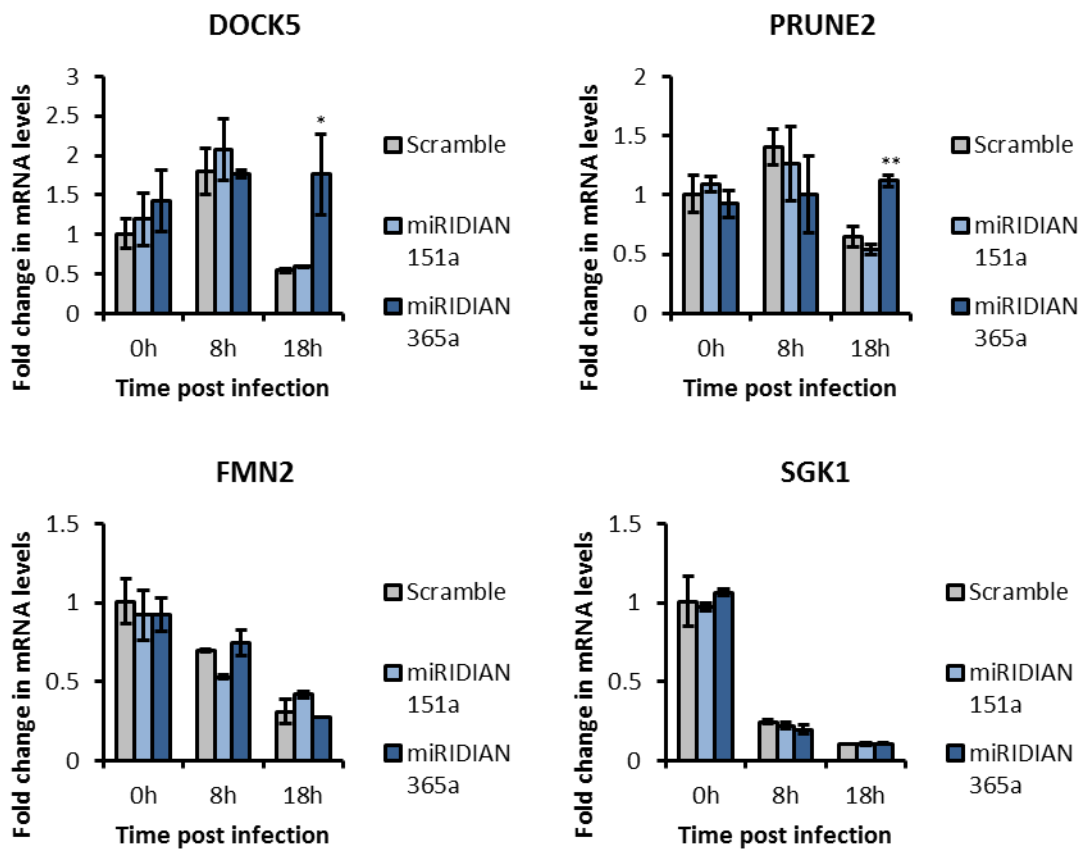 DOCK5
Fold change in mRNA levels
3
2.5
2
1.5
1
0.5
0
*
0h 8h 18h
Time post infection
Scramble
miRIDIAN
151a
miRIDIAN
365a
PRUNE2
Fold change in mRNA levels
2
1.5
1
0.5
0
**
0h 8h 18h
Time post infection
Scramble
miRIDIAN
151a
miRIDIAN
365a
FMN2
Fold change in mRNA levels
1.5
1
0.5
0
0h 8h 18h
Time post infection
Scramble
miRIDIAN
151a
miRIDIAN
365a
SGK1
Fold change in mRNA levels
1.5
1
0.5
0
0h 8h 18h
Time post infection
Scramble
miRIDIAN
151a
miRIDIAN
365a